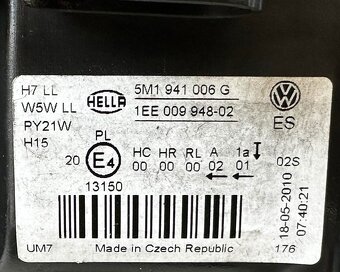 H7 LL
W5W LL
PY21W
H15
HELLA
5M1 941 006 G
1EE 009 948-02
VW
ES
PL
20 E4
13150
HC HR RL A 1a
00 00 00 02 01
02S
18-05-2010
07:40:21
UM7
Made in Czech Republic
176